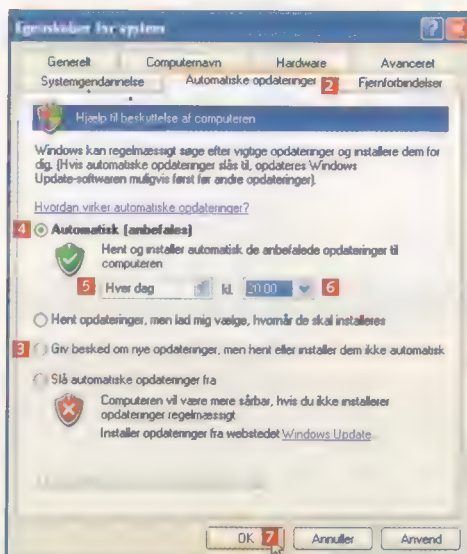 Egenskaber for system
Generelt Computernavn Hardware Avanceret
Systemgendannelse Automatiske opdateringer 2 Fjernforbindelser
Hjælp til beskyttelse af computeren
Windows kan regelmæssigt søge efter vigtige opdateringer og installere dem for
dig. (Hvis automatiske opdateringer slås til, opdateres Windows
Update-softwaren muligvis først før andre opdateringer).
Hvordan virker automatiske opdateringer?
4 Automatisk (anbefales)
Hent og installer automatisk de anbefalede opdateringer til
computeren
5 Hver dag kl. 20:00 6
Hent opdateringer, men lad mig vælge, hvornår de skal installeres
3 Giv besked om nye opdateringer, men hent eller installer dem ikke automatisk
Slå automatiske opdateringer fra
Computeren vil være mere sårbar, hvis du ikke installerer
opdateringer regelmæssigt
Installer opdateringer fra webstedet Windows Update.
OK 7 Annuller Anvend